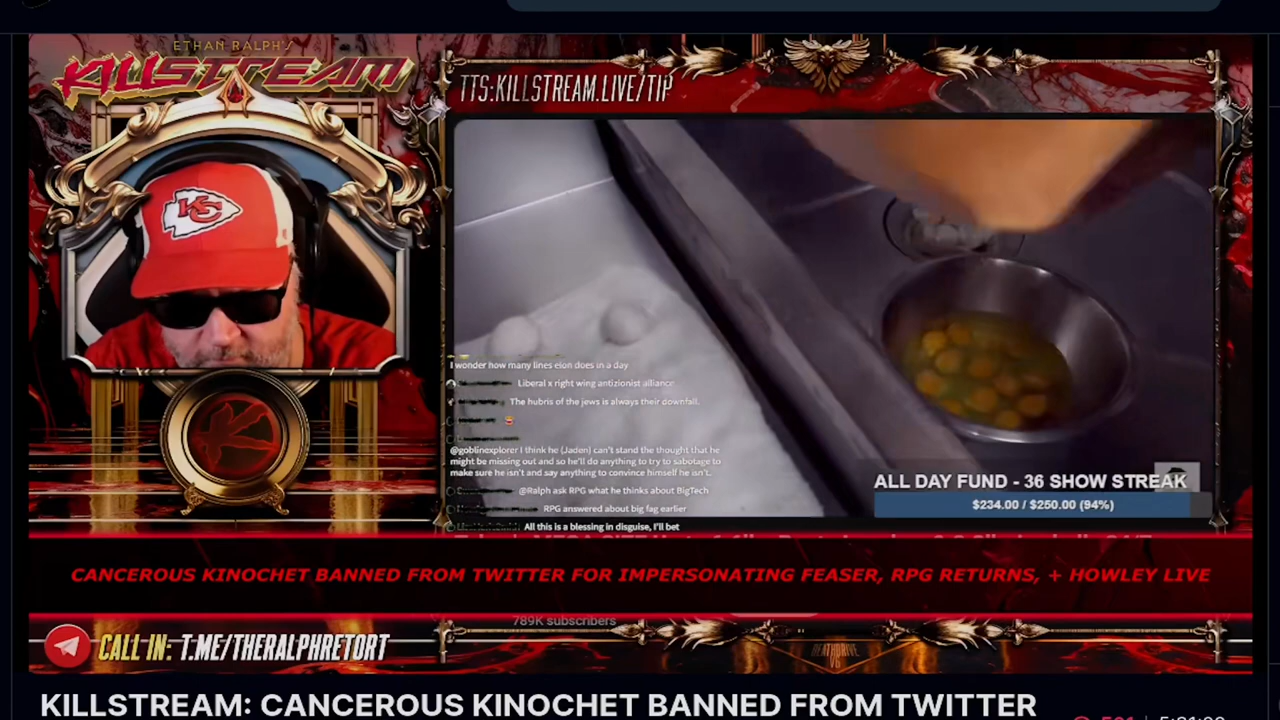 ETHAN RALPH'S
KILLSTREAM
TTS:KILLSTREAM.LIVE/TIP
KC
I wonder how many lines elon does in a day
Liberal x right wing antizionist alliance
The hubris of the jews is always their downfall.
@goblinexplorer I think he (Jaden) can't stand the thought that he
might be missing out and so he'll do anything to try to sabotage to
make sure he isn't and say anything to convince himself he isn't.
@Ralph ask RPG what he thinks about BigTech
RPG answered about big fag earlier
All this is a blessing in disguise, I'll bet
ALL DAY FUND - 36 SHOW STREAK
$234.00 / $250.00 (94%)
CANCEROUS KINOCHET BANNED FROM TWITTER FOR IMPERSONATING FEASER, RPG RETURNS, + HOWLEY LIVE
789K subscribers
CALL IN: T.ME/THERALPHRETORT
KILLSTREAM: CANCEROUS KINOCHET BANNED FROM TWITTER